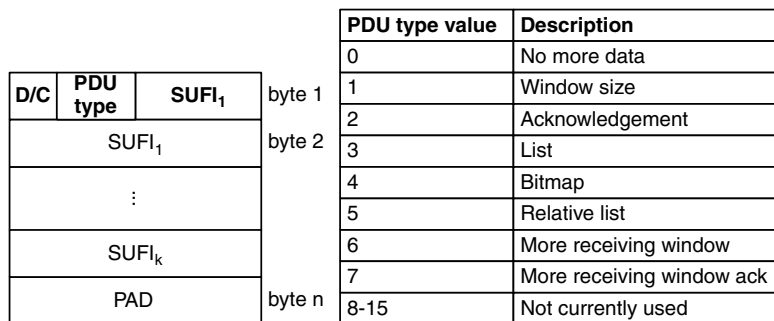 D/C PDU type SUFI₁ byte 1
SUFI₁ byte 2
⋮
SUFIₖ
PAD byte n
PDU type value Description
0 No more data
1 Window size
2 Acknowledgement
3 List
4 Bitmap
5 Relative list
6 More receiving window
7 More receiving window ack
8-15 Not currently used